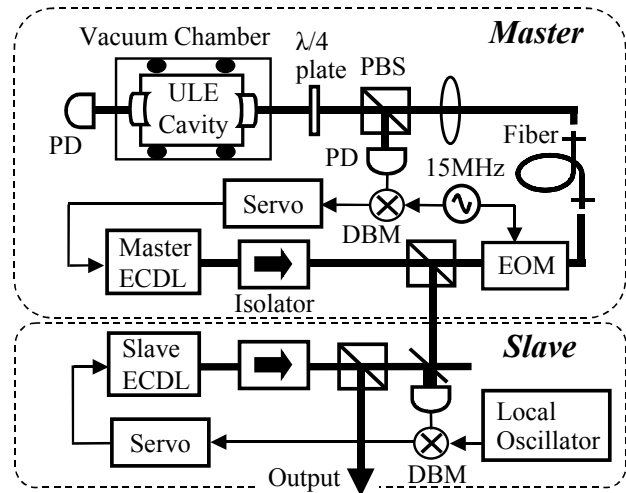 Master
Vacuum Chamber
λ/4
plate
PBS
ULE
Cavity
PD
Fiber
PD
15MHz
Servo
DBM
Master
ECDL
EOM
Isolator
Slave
Slave
ECDL
Local
Oscillator
Servo
DBM
Output